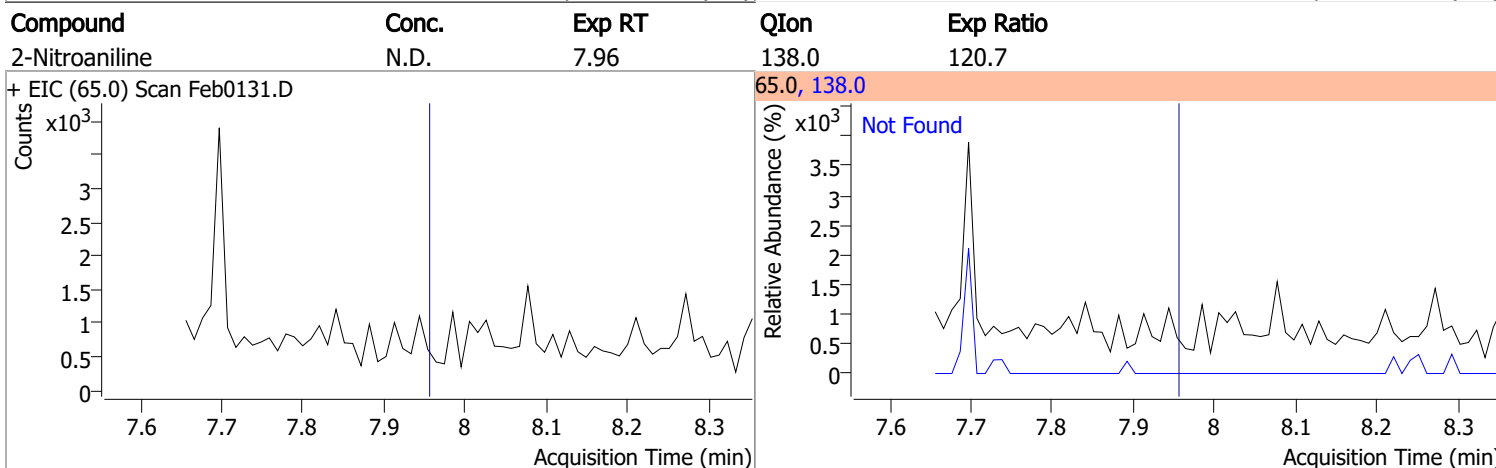 Compound Conc. Exp RT QIon Exp Ratio
2-Nitroaniline N.D. 7.96 138.0 120.7
+ EIC (65.0) Scan Feb0131.D
Counts
x10³
3
2.5
2
1.5
1
0.5
0
7.6 7.7 7.8 7.9 8 8.1 8.2 8.3
Acquisition Time (min)
65.0, 138.0
Relative Abundance (%)
x10³
Not Found
3.5
3
2.5
2
1.5
1
0.5
0
7.6 7.7 7.8 7.9 8 8.1 8.2 8.3
Acquisition Time (min)